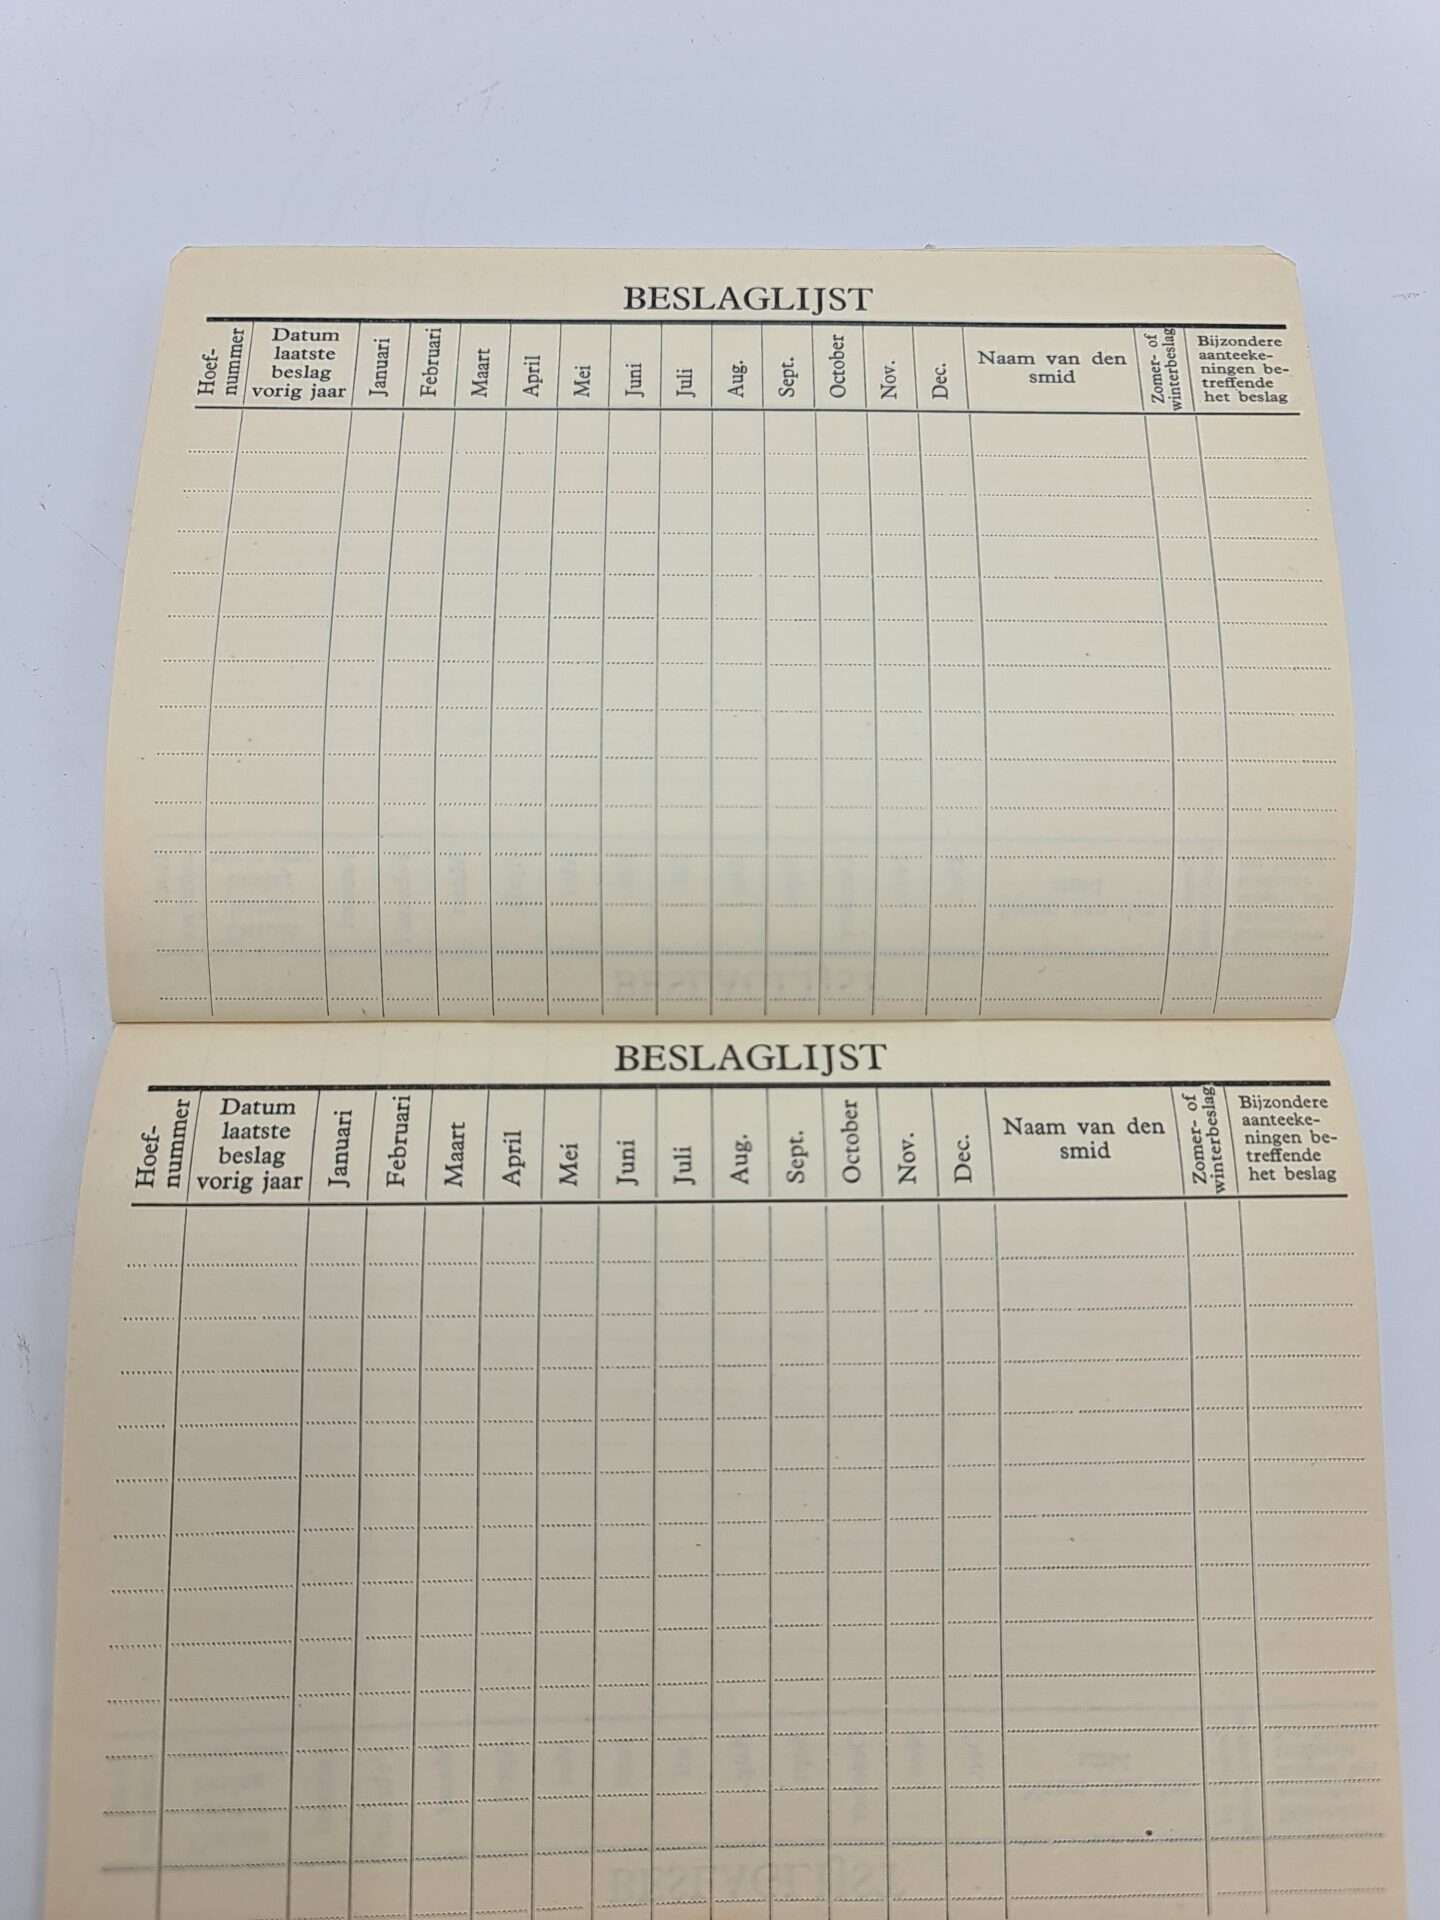 BESLAGLIJST
Hoef-
nummer
Datum
laatste
beslag
vorig jaar
Januari
Februari
Maart
April
Mei
Juni
Juli
Aug.
Sept.
October
Nov.
Dec.
Naam van den
smid
Zomer- of
winterbeslag
Bijzondere
aanteeke-
ningen be-
treffende
het beslag
BESLAGLIJST
Hoef-
nummer
Datum
laatste
beslag
vorig jaar
Januari
Februari
Maart
April
Mei
Juni
Juli
Aug.
Sept.
October
Nov.
Dec.
Naam van den
smid
Zomer- of
winterbeslag
Bijzondere
aanteeke-
ningen be-
treffende
het beslag